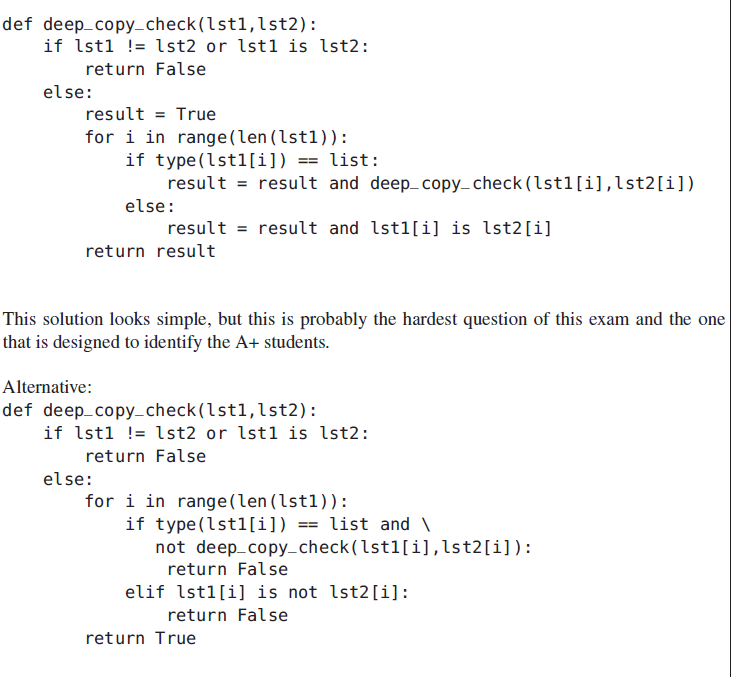 def deep_copy_check(lst1,lst2):
    if lst1 != lst2 or lst1 is lst2:
        return False
    else:
        result = True
        for i in range(len(lst1)):
            if type(lst1[i]) == list:
                result = result and deep_copy_check(lst1[i],lst2[i])
            else:
                result = result and lst1[i] is lst2[i]
        return result
This solution looks simple, but this is probably the hardest question of this exam and the one
that is designed to identify the A+ students.
Alternative:
def deep_copy_check(lst1,lst2):
    if lst1 != lst2 or lst1 is lst2:
        return False
    else:
        for i in range(len(lst1)):
            if type(lst1[i]) == list and \
               not deep_copy_check(lst1[i],lst2[i]):
                return False
            elif lst1[i] is not lst2[i]:
                return False
        return True